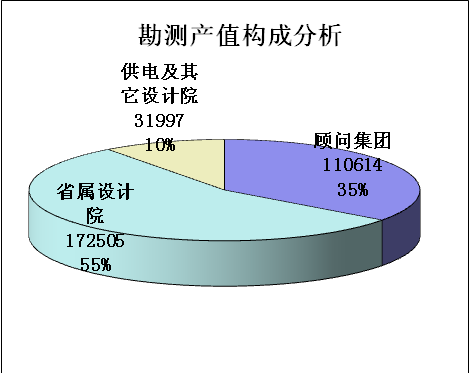 勘测产值构成分析
供电及其
它设计院
31997
10%
顾问集团
110614
35%
省属设计
院
172505
55%